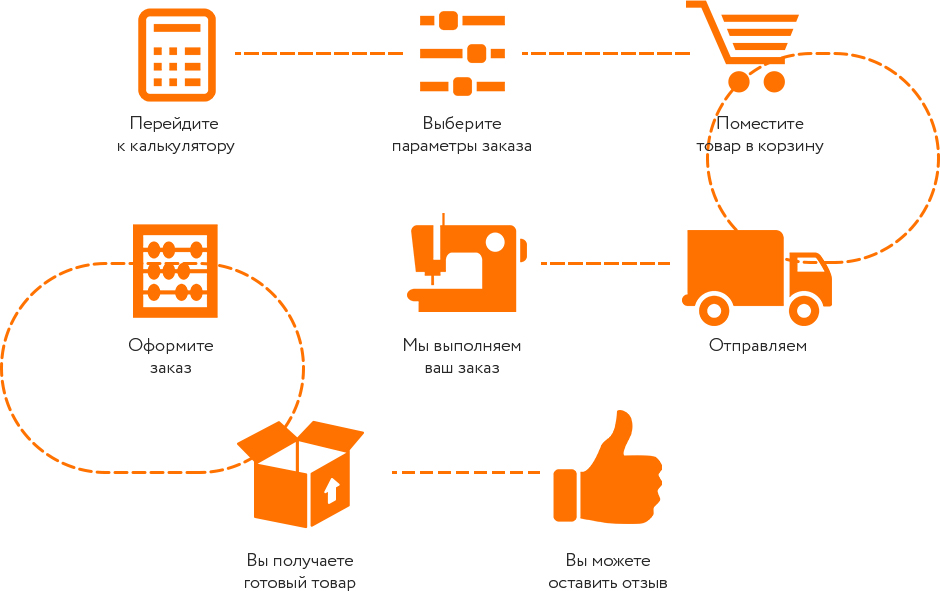 Перейдите
к калькулятору
Выберите
параметры заказа
Поместите
товар в корзину
Оформите
заказ
Мы выполняем
ваш заказ
Отправляем
Вы получаете
готовый товар
Вы можете
оставить отзыв